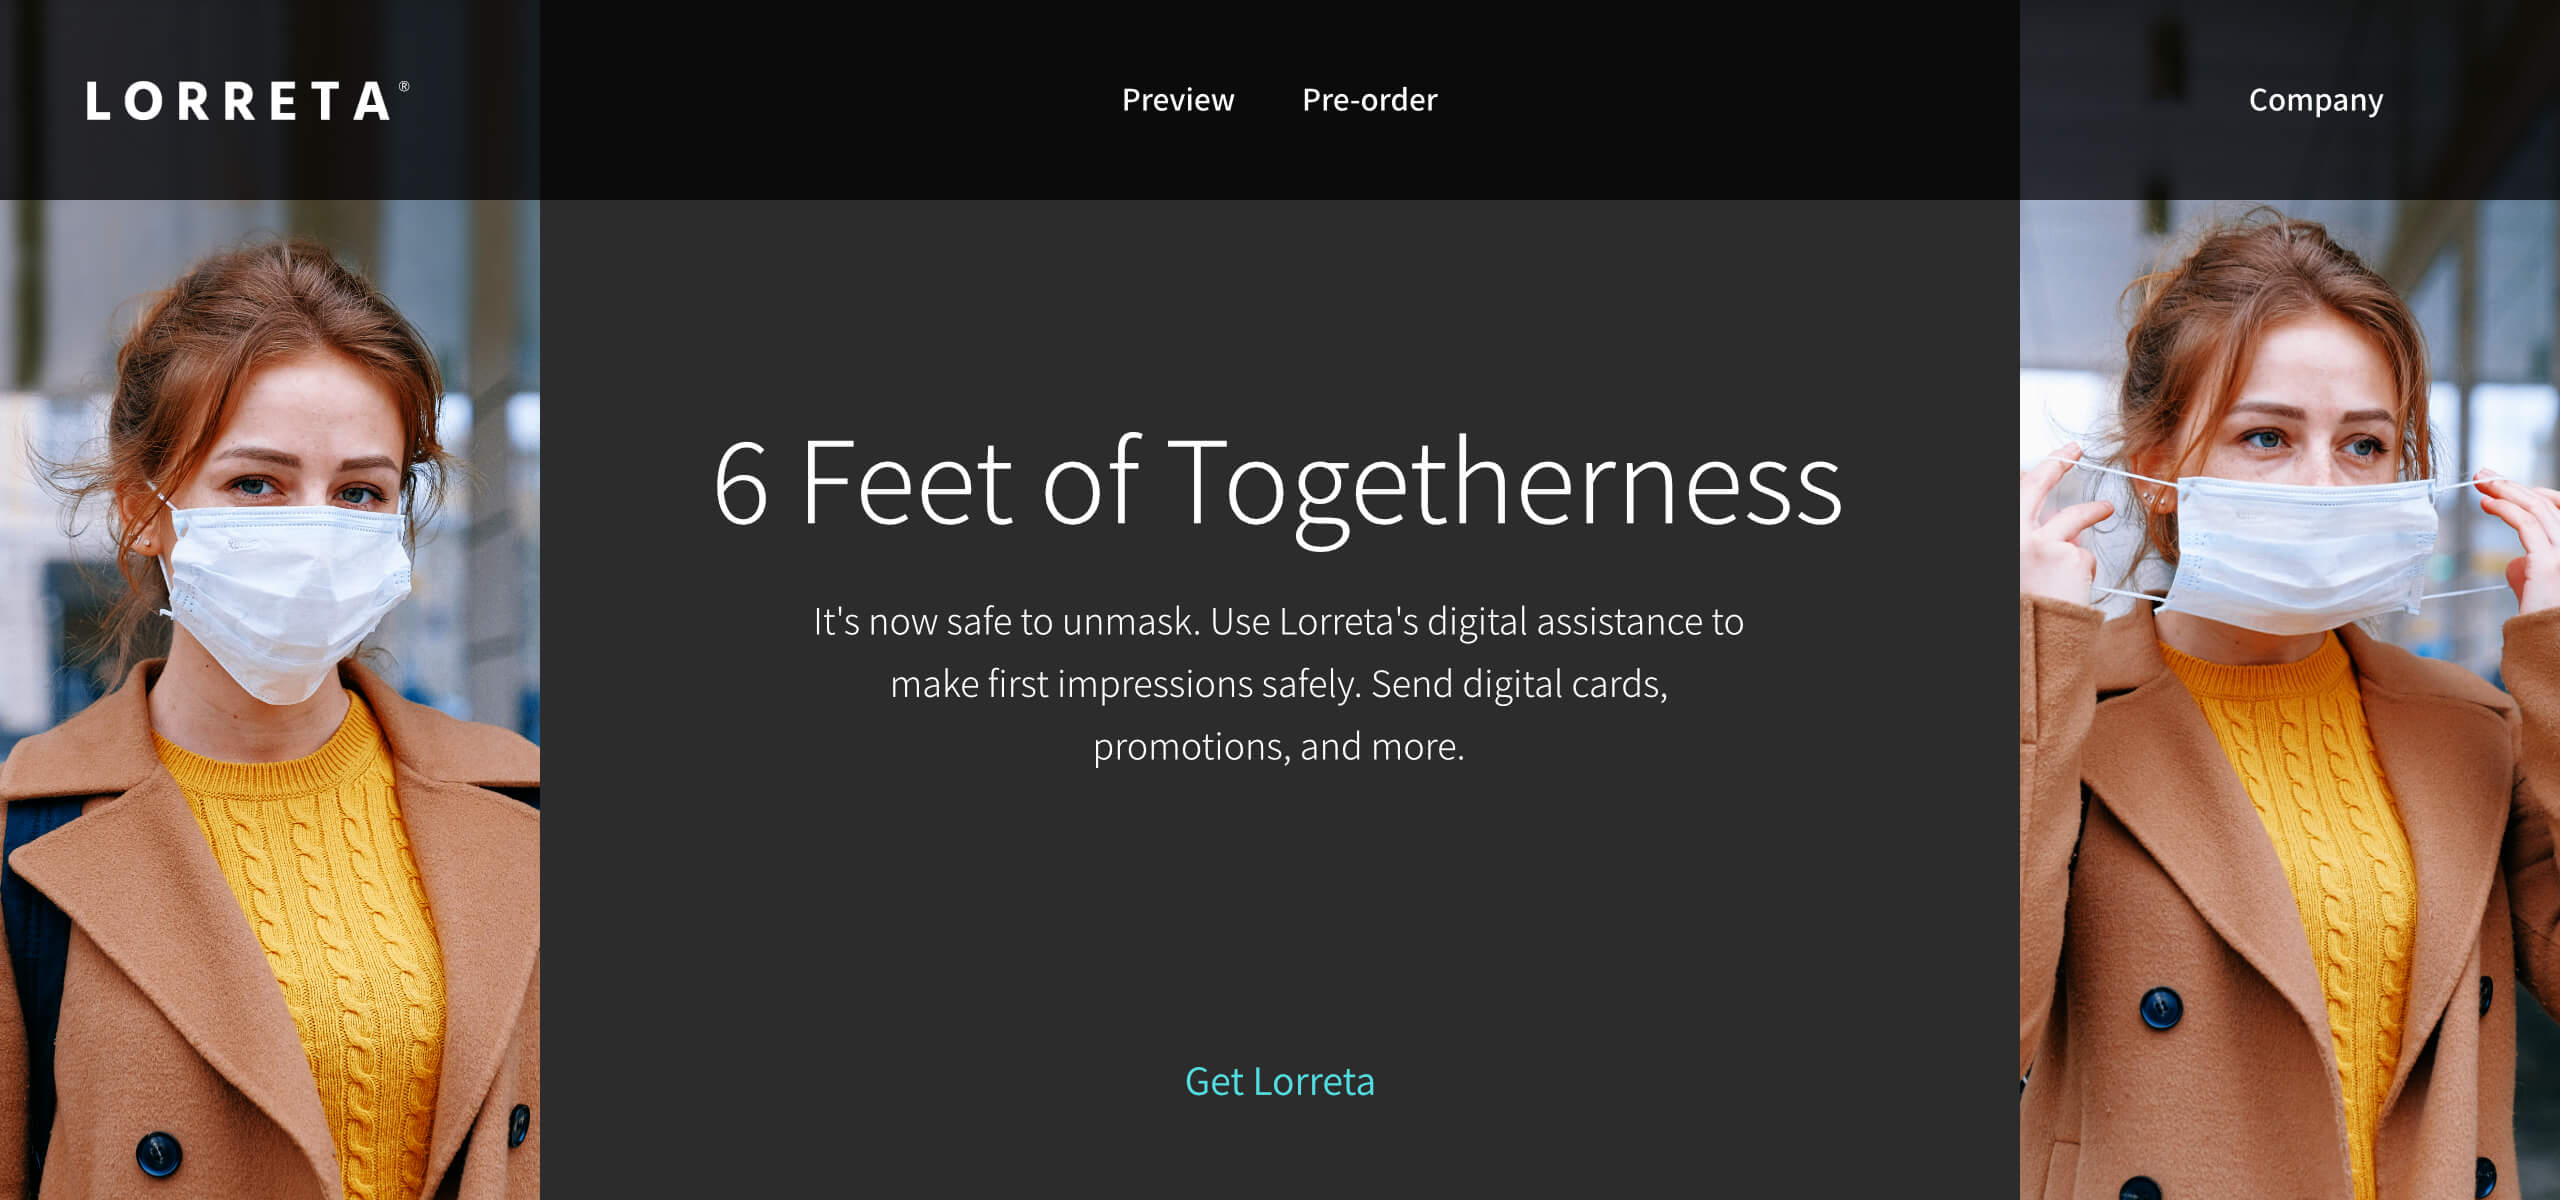 LORRETA®
Preview
Pre-order
Company
6 Feet of Togetherness
It's now safe to unmask. Use Lorreta's digital assistance to
make first impressions safely. Send digital cards,
promotions, and more.
Get Lorreta